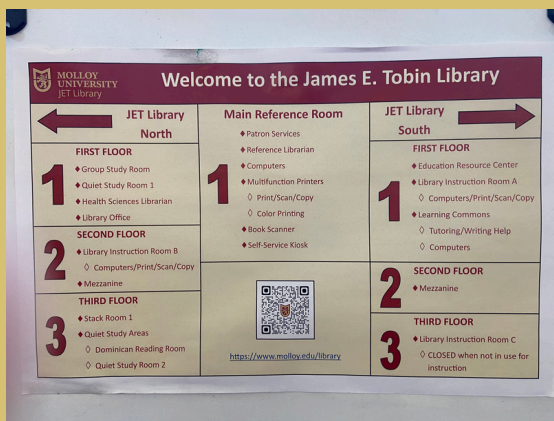 MOLLOY
UNIVERSITY
JET Library
Welcome to the James E. Tobin Library
JET Library
North
FIRST FLOOR
1
Group Study Room
Quiet Study Room 1
Health Sciences Librarian
Library Office
SECOND FLOOR
2
Library Instruction Room B
Computers/Print/Scan/Copy
Mezzanine
THIRD FLOOR
3
Stack Room 1
Quiet Study Areas
Dominican Reading Room
Quiet Study Room 2
Main Reference Room
1
Patron Services
Reference Librarian
Computers
Multifunction Printers
Print/Scan/Copy
Color Printing
Book Scanner
Self-Service Kiosk
https://www.molloy.edu/library
JET Library
South
FIRST FLOOR
1
Education Resource Center
Library Instruction Room A
Computers/Print/Scan/Copy
Learning Commons
Tutoring/Writing Help
Computers
SECOND FLOOR
2
Mezzanine
THIRD FLOOR
3
Library Instruction Room C
CLOSED when not in use for
instruction